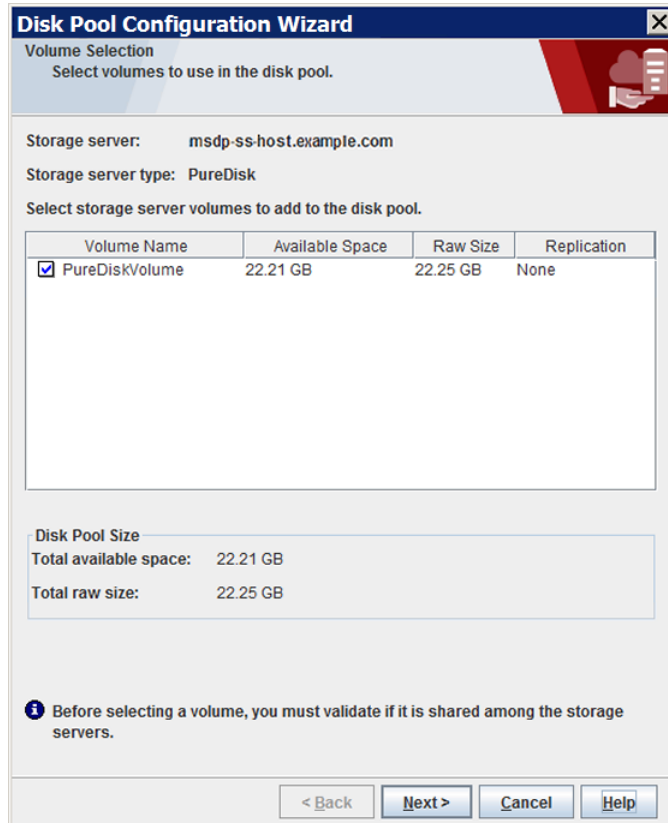 Disk Pool Configuration Wizard
Volume Selection
Select volumes to use in the disk pool.
Storage server: msdp-ss-host.example.com
Storage server type: PureDisk
Select storage server volumes to add to the disk pool.
Volume Name Available Space Raw Size Replication
PureDiskVolume 22.21 GB 22.25 GB None
Disk Pool Size
Total available space: 22.21 GB
Total raw size: 22.25 GB
Before selecting a volume, you must validate if it is shared among the storage
servers.
< Back Next > Cancel Help